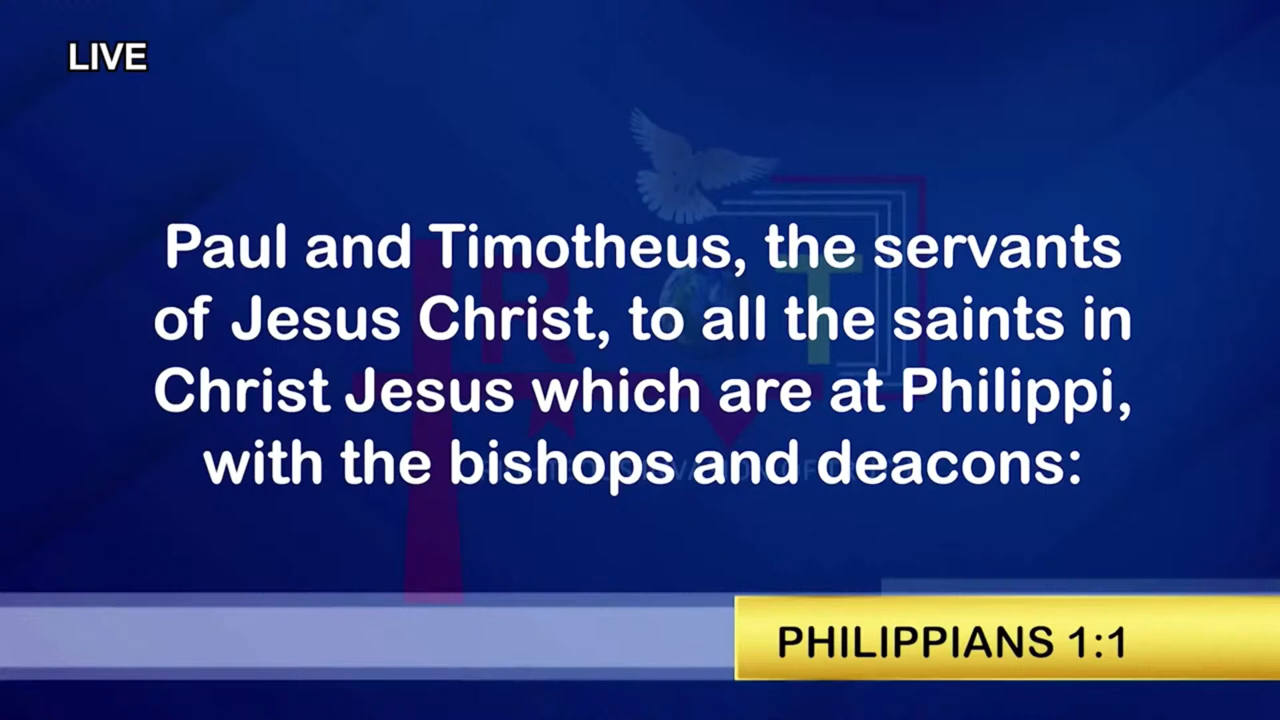 LIVE
Paul and Timotheus, the servants
of Jesus Christ, to all the saints in
Christ Jesus which are at Philippi,
with the bishops and deacons:
PHILIPPIANS 1:1